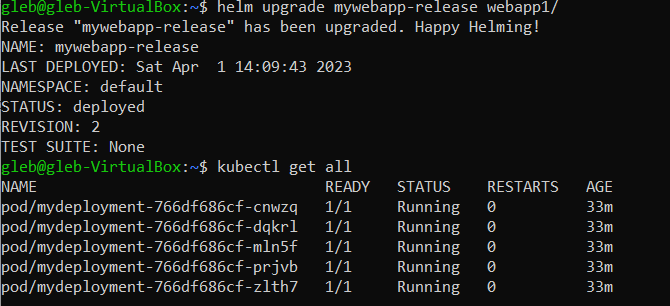 gleb@gleb-VirtualBox:~$ helm upgrade mywebapp-release webapp1/
Release "mywebapp-release" has been upgraded. Happy Helming!
NAME: mywebapp-release
LAST DEPLOYED: Sat Apr  1 14:09:43 2023
NAMESPACE: default
STATUS: deployed
REVISION: 2
TEST SUITE: None
gleb@gleb-VirtualBox:~$ kubectl get all
NAME                                READY   STATUS    RESTARTS   AGE
pod/mydeployment-766df686cf-cnwzq   1/1     Running   0          33m
pod/mydeployment-766df686cf-dqkrl   1/1     Running   0          33m
pod/mydeployment-766df686cf-mln5f   1/1     Running   0          33m
pod/mydeployment-766df686cf-prjvb   1/1     Running   0          33m
pod/mydeployment-766df686cf-zlth7   1/1     Running   0          33m